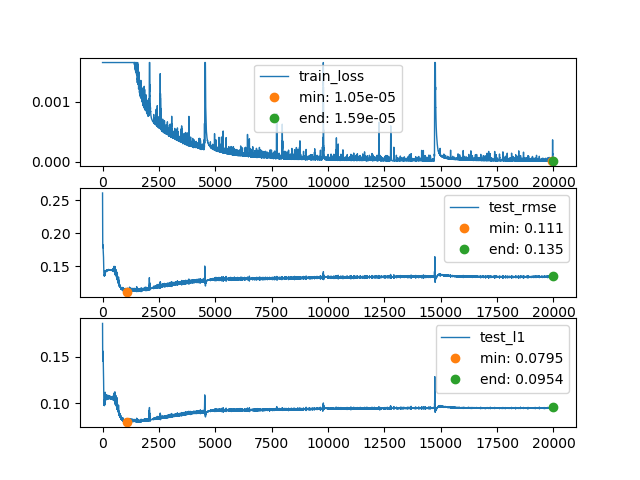 train_loss
min: 1.05e-05
end: 1.59e-05
0.001
0.000
0 2500 5000 7500 10000 12500 15000 17500 20000
test_rmse
min: 0.111
end: 0.135
0.25
0.20
0.15
0 2500 5000 7500 10000 12500 15000 17500 20000
test_l1
min: 0.0795
end: 0.0954
0.15
0.10
0 2500 5000 7500 10000 12500 15000 17500 20000